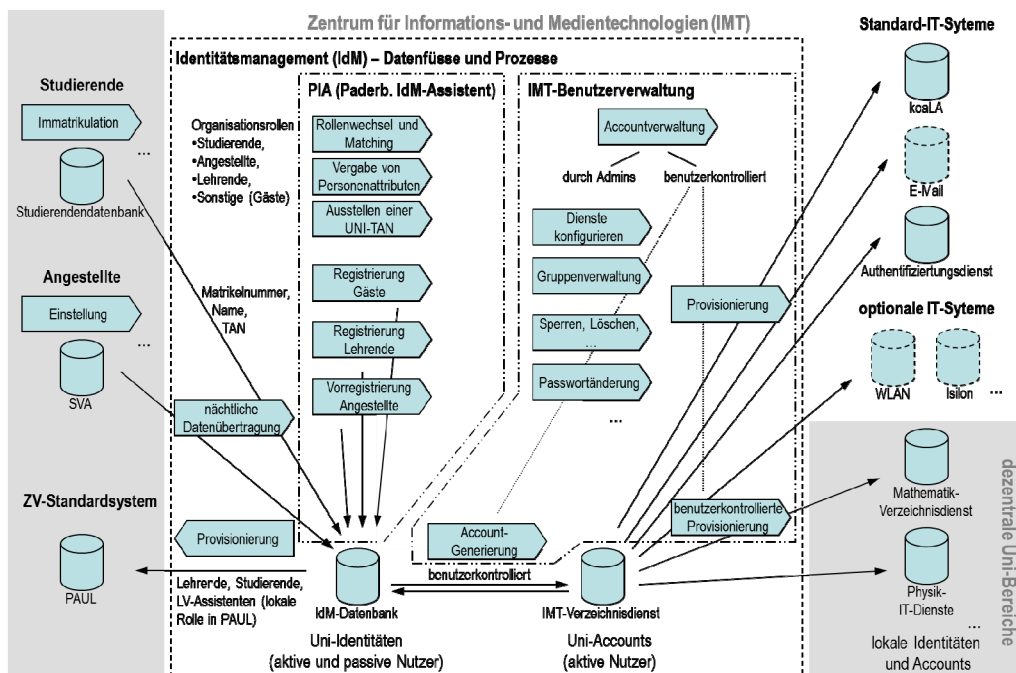 Zentrum für Informations- und Medientechnologien (IMT)
Identitätsmanagement (IdM) – Datenfüsse und Prozesse
Studierende
Immatrikulation
...
Studierendendatenbank
Angestellte
Einstellung
...
SVA
ZV-Standardsystem
PAUL
Organisationsrollen
•Studierende,
•Angestellte,
•Lehrende,
•Sonstige (Gäste)
Matrikelnummer,
Name,
TAN
nächtliche
Datenübertragung
Provisionierung
Lehrende, Studierende,
LV-Assistenten (lokale
Rolle in PAUL)
PIA (Paderb. IdM-Assistent)
Rollenwechsel und
Matching
Vergabe von
Personenattributen
Ausstellen einer
UNI-TAN
Registrierung
Gäste
Registrierung
Lehrende
Vorregistrierung
Angestellte
IdM-Datenbank
Uni-Identitäten
(aktive und passive Nutzer)
IMT-Benutzerverwaltung
Accountverwaltung
durch Admins
benutzerkontrolliert
Dienste
konfigurieren
Gruppenverwaltung
Sperren, Löschen,
...
Passwortänderung
...
Provisionierung
benutzerkontrollierte
Provisionierung
Account-
Generierung
benutzerkontrolliert
IMT-Verzeichnisdienst
Uni-Accounts
(aktive Nutzer)
Standard-IT-Syteme
koaLA
E-Mail
Authentifiziertungsdienst
optionale IT-Syteme
WLAN
Isilon
...
Mathematik-
Verzeichnisdienst
Physik-
IT-Dienste
...
lokale Identitäten
und Accounts
dezentrale Uni-Bereiche